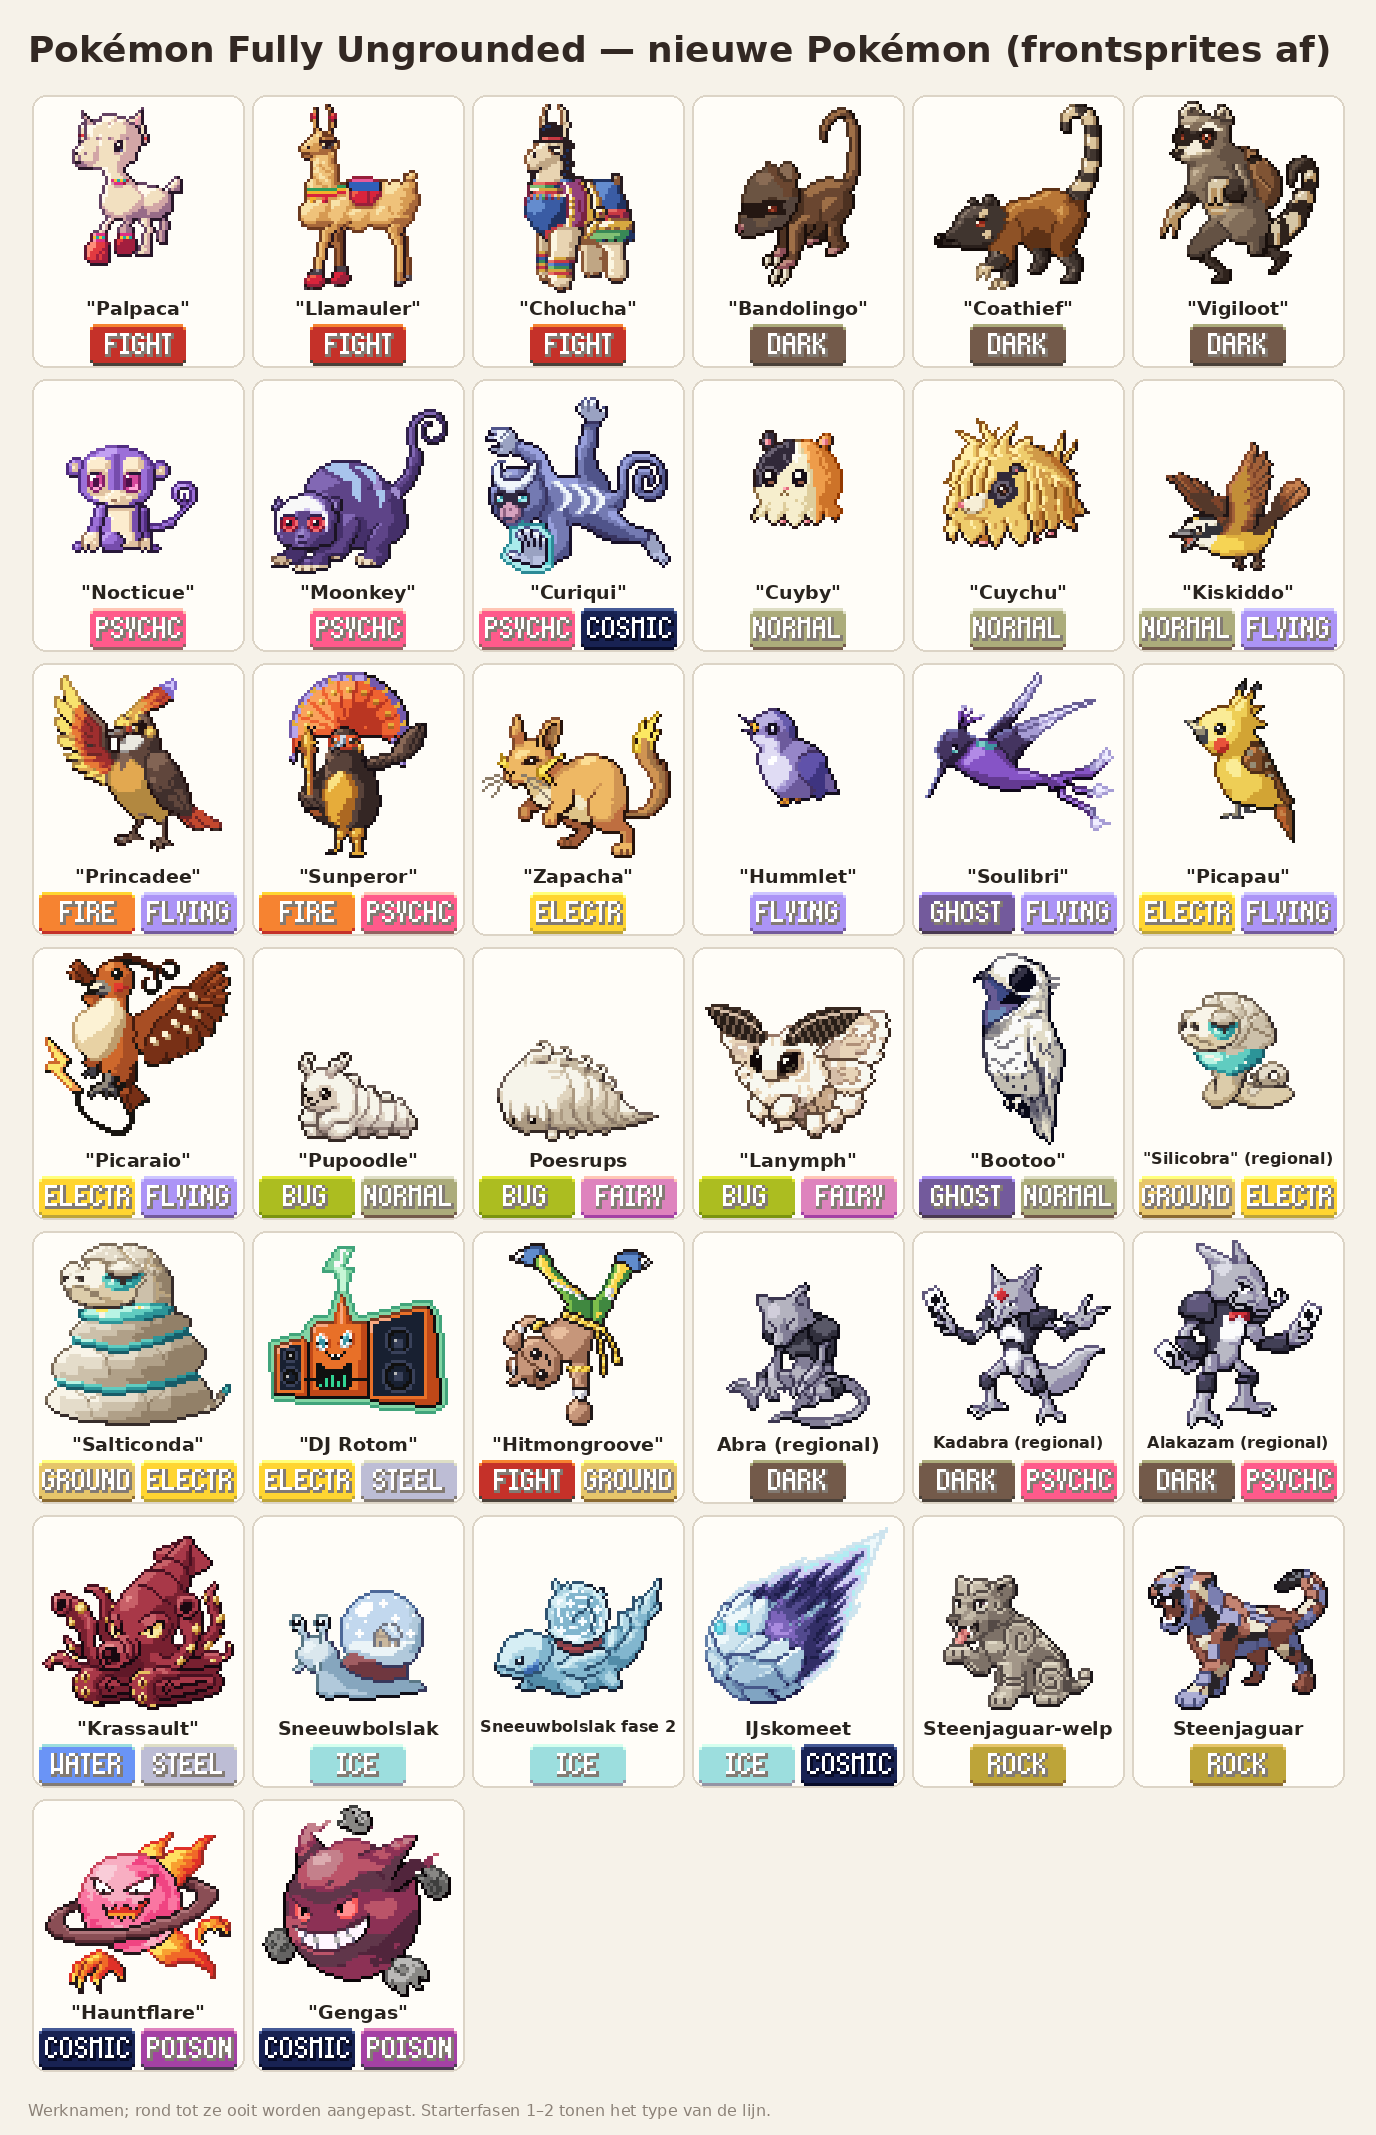 Pokémon Fully Ungrounded — nieuwe Pokémon (frontsprites af)
"Palpaca" "Llamauler" "Cholucha" "Bandolingo" "Coathief" "Vigiloot"
FIGHT FIGHT FIGHT DARK DARK DARK
"Nocticue" "Moonkey" "Curiqui" "Cuyby" "Cuychu" "Kiskiddo"
PSYCHC PSYCHC PSYCHC COSMIC NORMAL NORMAL NORMAL FLYING
"Princadee" "Sunperor" "Zapacha" "Hummlet" "Soulibri" "Picapau"
FIRE FLYING FIRE PSYCHC ELECTR FLYING GHOST FLYING ELECTR FLYING
"Picaraio" "Pupoodle" Poesrups "Lanymph" "Bootoo" "Silicobra" (regional)
ELECTR FLYING BUG NORMAL BUG FAIRY BUG FAIRY GHOST NORMAL GROUND ELECTR
"Salticonda" "DJ Rotom" "Hitmongroove" Abra (regional) Kadabra (regional) Alakazam (regional)
GROUND ELECTR ELECTR STEEL FIGHT GROUND DARK DARK PSYCHC DARK PSYCHC
"Krassault" Sneeuwbolslak Sneeuwbolslak fase 2 IJskomeet Steenjaguar-welp Steenjaguar
WATER STEEL ICE ICE ICE COSMIC ROCK ROCK
"Hauntflare" "Gengas"
COSMIC POISON COSMIC POISON
Werknamen; rond tot ze ooit worden aangepast. Starterfasen 1–2 tonen het type van de lijn.